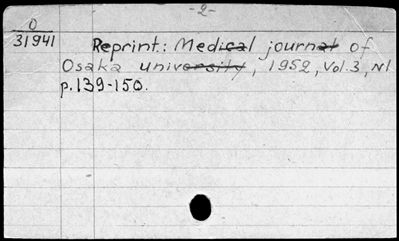 -2-
0
31941
Reprint: Medical journal of
Osaka university, 1952, Vol.3, N1
p.139-150.